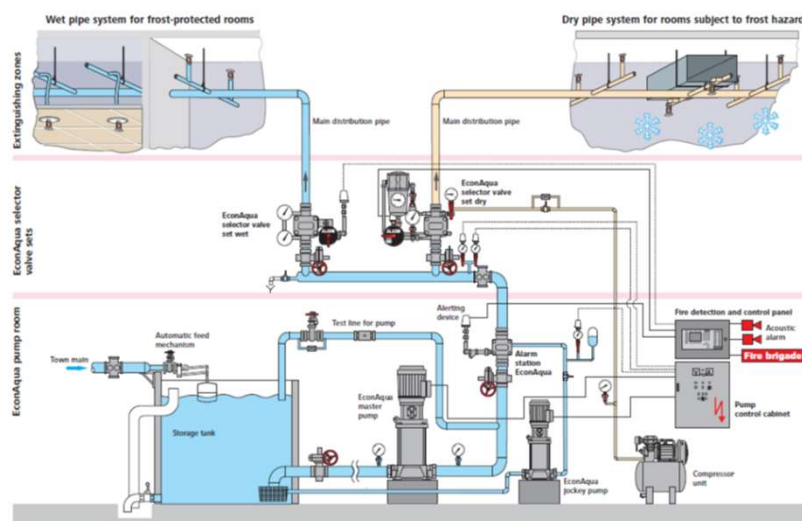 Wet pipe system for frost-protected rooms
Dry pipe system for rooms subject to frost hazard
Extinguishing zones
Main distribution pipe
Main distribution pipe
EconAqua selector
valve sets
EconAqua
selector valve
set wet
EconAqua
selector valve
set dry
EconAqua pump room
Automatic feed
mechanism
Town main
Test line for pump
Alerting
device
Fire detection and control panel
Acoustic
alarm
Fire brigade
Alarm
station
EconAqua
EconAqua
master
pump
Storage tank
Pump
control cabinet
EconAqua
jockey pump
Compressor
unit